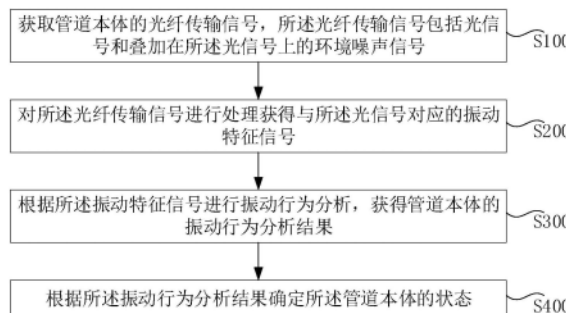 获取管道本体的光纤传输信号，所述光纤传输信号包括光信
号和叠加在所述光信号上的环境噪声信号
S100
对所述光纤传输信号进行处理获得与所述光信号对应的振动
特征信号
S200
根据所述振动特征信号进行振动行为分析，获得管道本体的
振动行为分析结果
S300
根据所述振动行为分析结果确定所述管道本体的状态
S400